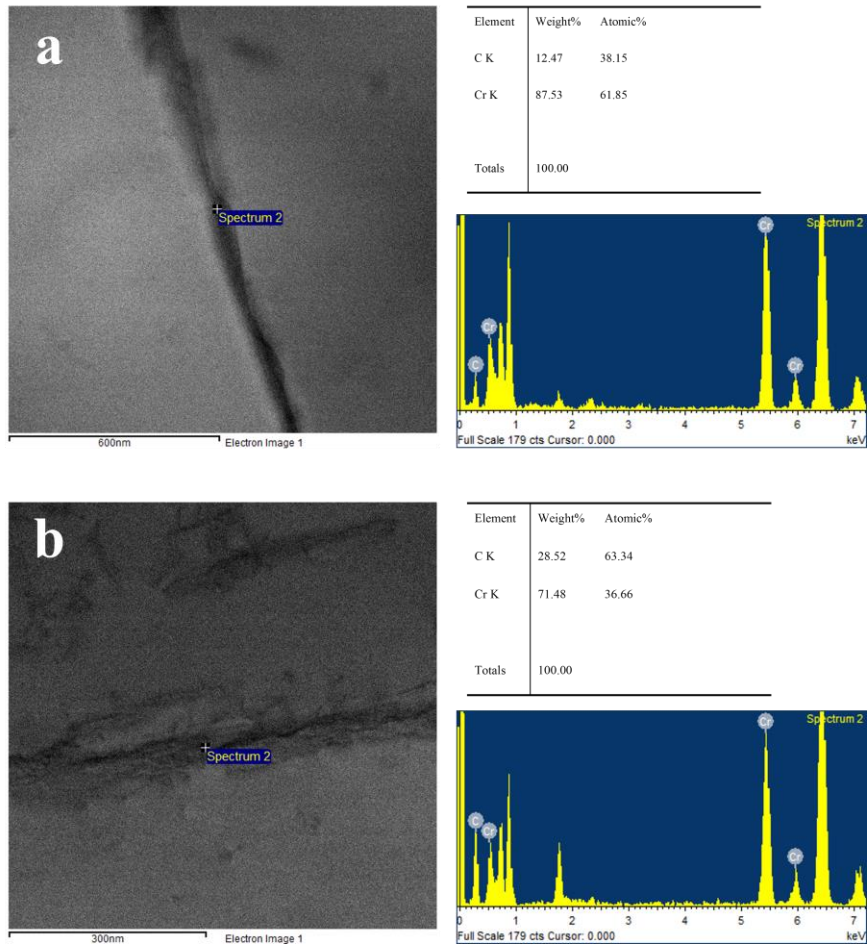 a
Spectrum 2
600nm Electron Image 1
Element Weight% Atomic%
C K 12.47 38.15
Cr K 87.53 61.85
Totals 100.00
Spectrum 2
Cr
Cr
C
Cr
0 1 2 3 4 5 6 7
Full Scale 179 cts Cursor: 0.000 keV
b
Spectrum 2
300nm Electron Image 1
Element Weight% Atomic%
C K 28.52 63.34
Cr K 71.48 36.66
Totals 100.00
Spectrum 2
Cr
C
Cr
Cr
0 1 2 3 4 5 6 7
Full Scale 179 cts Cursor: 0.000 keV